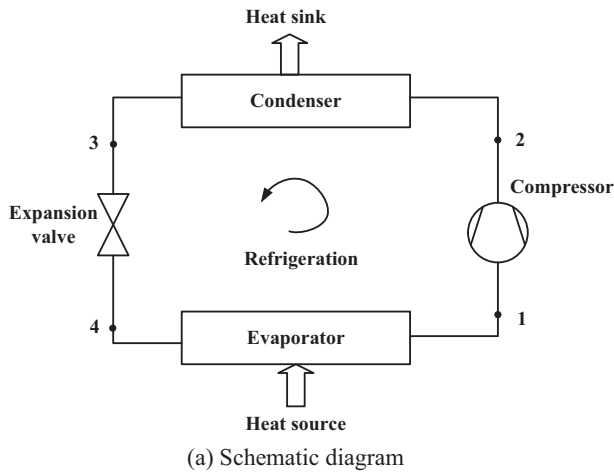 Heat sink
Condenser
3
2
Compressor
Expansion
valve
Refrigeration
4
1
Evaporator
Heat source
(a) Schematic diagram